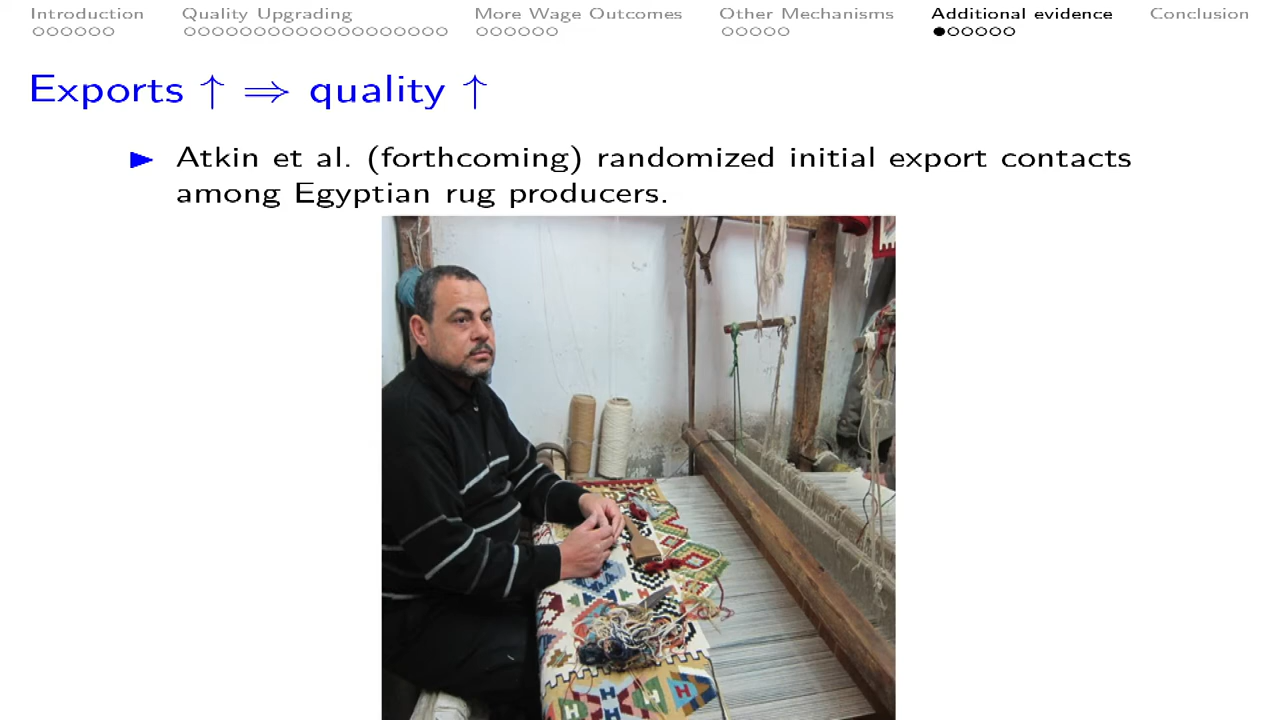 Introduction
Quality Upgrading
More Wage Outcomes
Other Mechanisms
Additional evidence
Conclusion
Exports ↑ ⇒ quality ↑
Atkin et al. (forthcoming) randomized initial export contacts
among Egyptian rug producers.